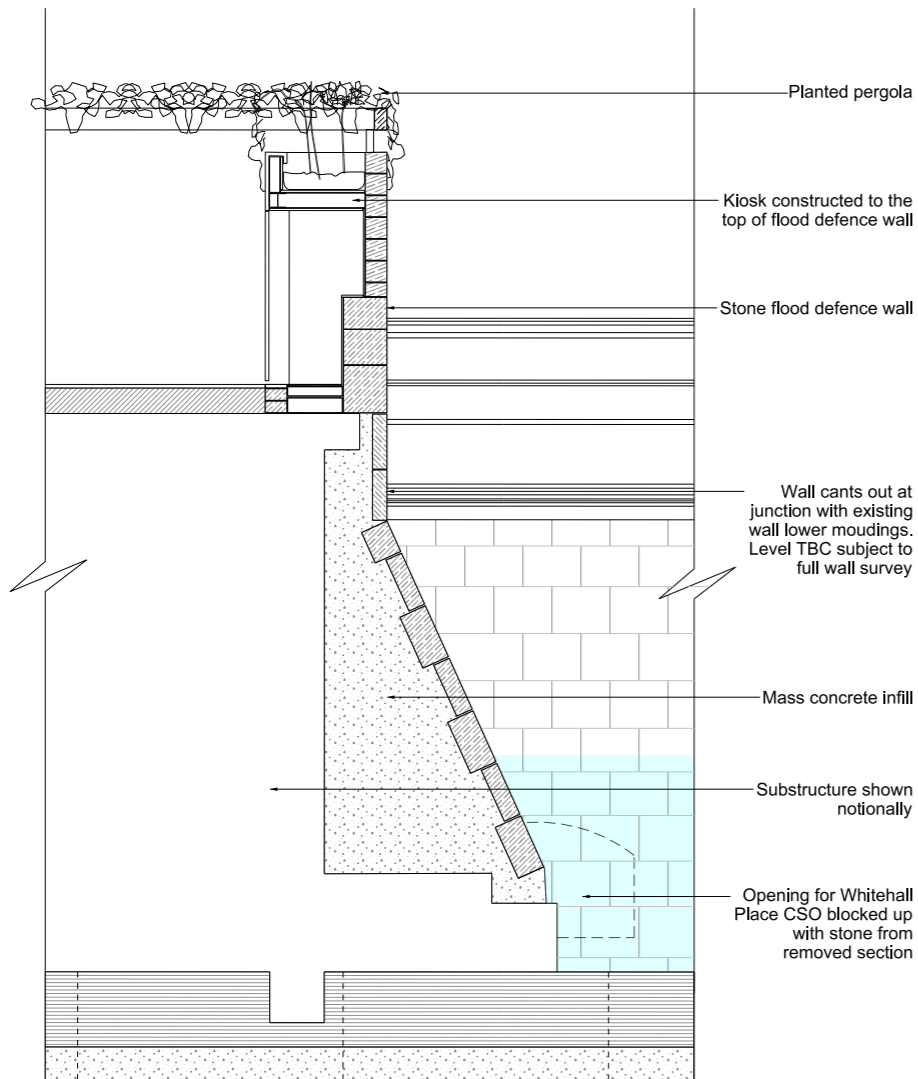 Planted pergola
Kiosk constructed to the
top of flood defence wall
Stone flood defence wall
Wall cants out at
junction with existing
wall lower moudings.
Level TBC subject to
full wall survey
Mass concrete infill
Substructure shown
notionally
Opening for Whitehall
Place CSO blocked up
with stone from
removed section